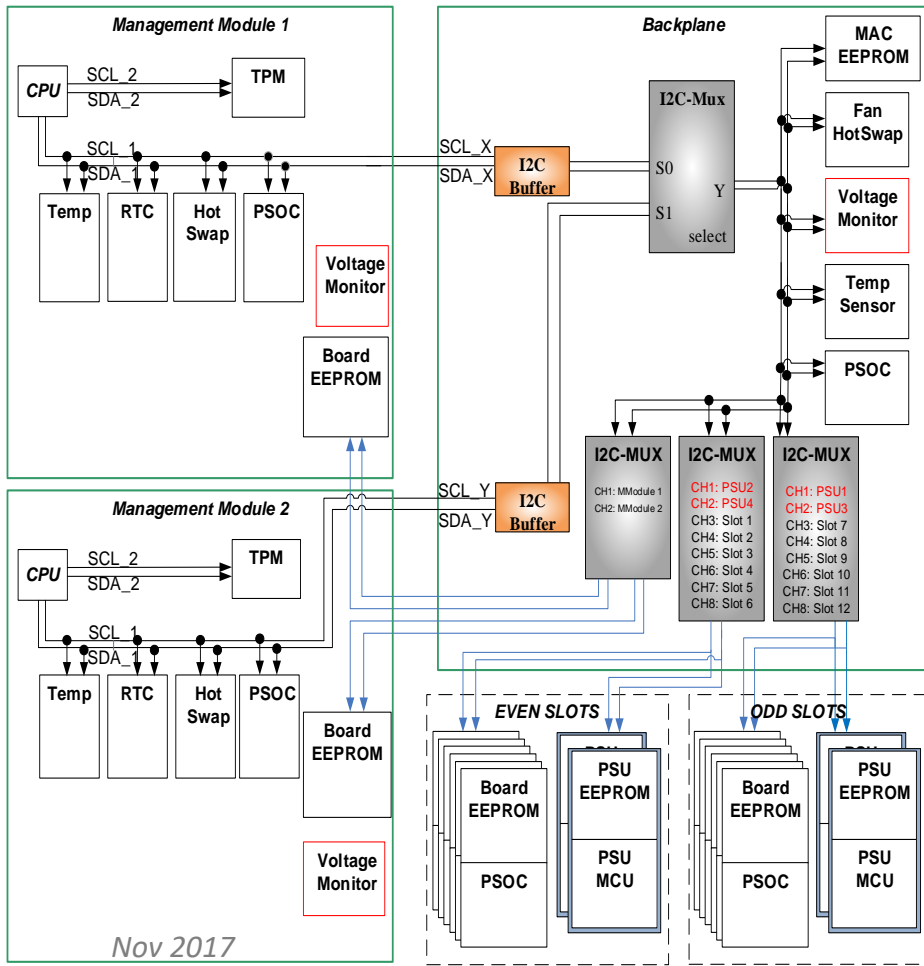 Management Module 1
CPU
SCL_2
SDA_2
TPM
SCL_1
SDA_1
Temp
RTC
Hot
Swap
PSOC
Voltage
Monitor
Board
EEPROM
Management Module 2
CPU
SCL_2
SDA_2
TPM
SCL_1
SDA_1
Temp
RTC
Hot
Swap
PSOC
Board
EEPROM
Voltage
Monitor
Nov 2017
Backplane
SCL_X
SDA_X
I2C
Buffer
I2C-Mux
S0
Y
S1
select
MAC
EEPROM
Fan
HotSwap
Voltage
Monitor
Temp
Sensor
PSOC
SCL_Y
SDA_Y
I2C
Buffer
I2C-MUX
CH1: MModule 1
CH2: MModule 2
I2C-MUX
CH1: PSU2
CH2: PSU4
CH3: Slot 1
CH4: Slot 2
CH5: Slot 3
CH6: Slot 4
CH7: Slot 5
CH8: Slot 6
I2C-MUX
CH1: PSU1
CH2: PSU3
CH3: Slot 7
CH4: Slot 8
CH5: Slot 9
CH6: Slot 10
CH7: Slot 11
CH8: Slot 12
EVEN SLOTS
Board
EEPROM
PSOC
PSU
EEPROM
PSU
MCU
ODD SLOTS
Board
EEPROM
PSOC
PSU
EEPROM
PSU
MCU